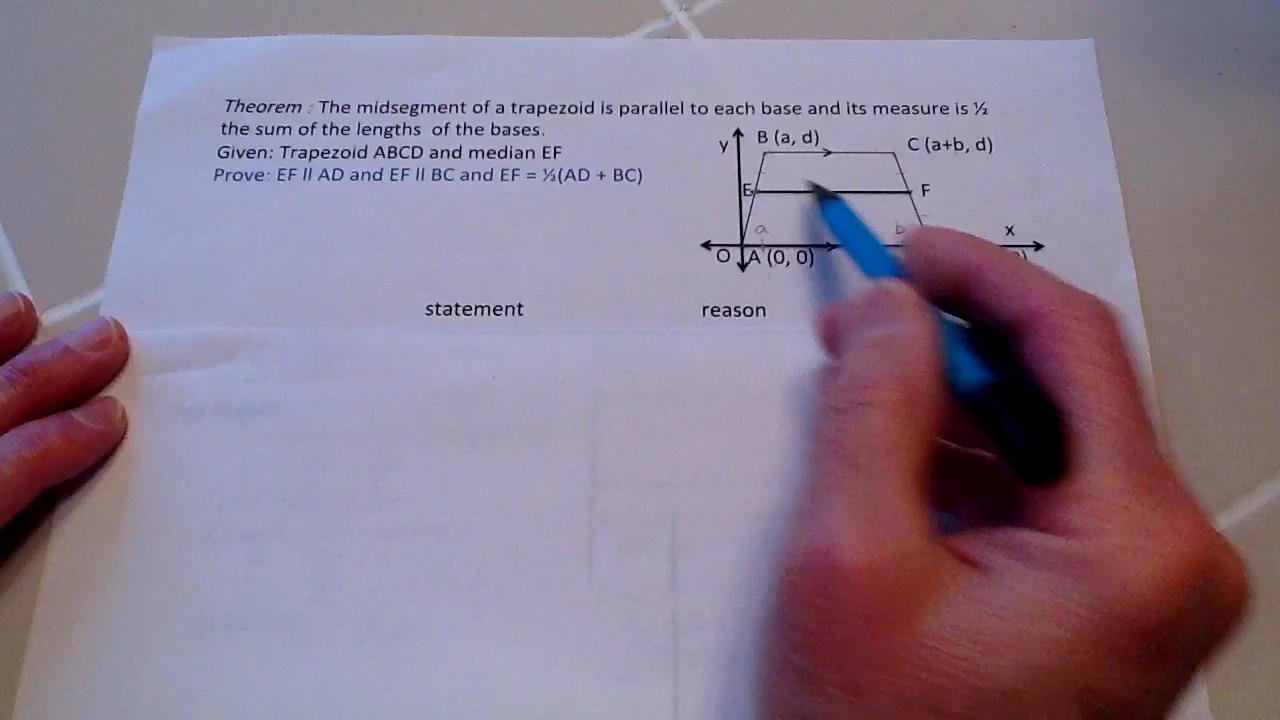 Theorem : The midsegment of a trapezoid is parallel to each base and its measure is ½
the sum of the lengths of the bases.
Given: Trapezoid ABCD and median EF
Prove: EF ll AD and EF ll BC and EF = ½(AD + BC)
y B (a, d) C (a+b, d)
E F
a b x
O A (0, 0)
statement reason